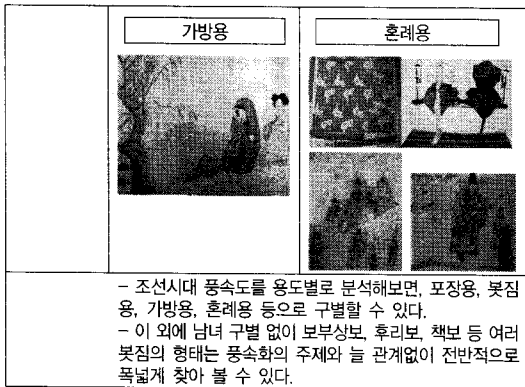 가방용
혼례용
- 조선시대 풍속도를 용도별로 분석해보면, 포장용, 봇짐
용, 가방용, 혼례용 등으로 구별할 수 있다.
- 이 외에 남녀 구별 없이 보부상보, 후리보, 책보 등 여러
봇짐의 형태는 풍속화의 주제와 늘 관계없이 전반적으로
폭넓게 찾아 볼 수 있다.